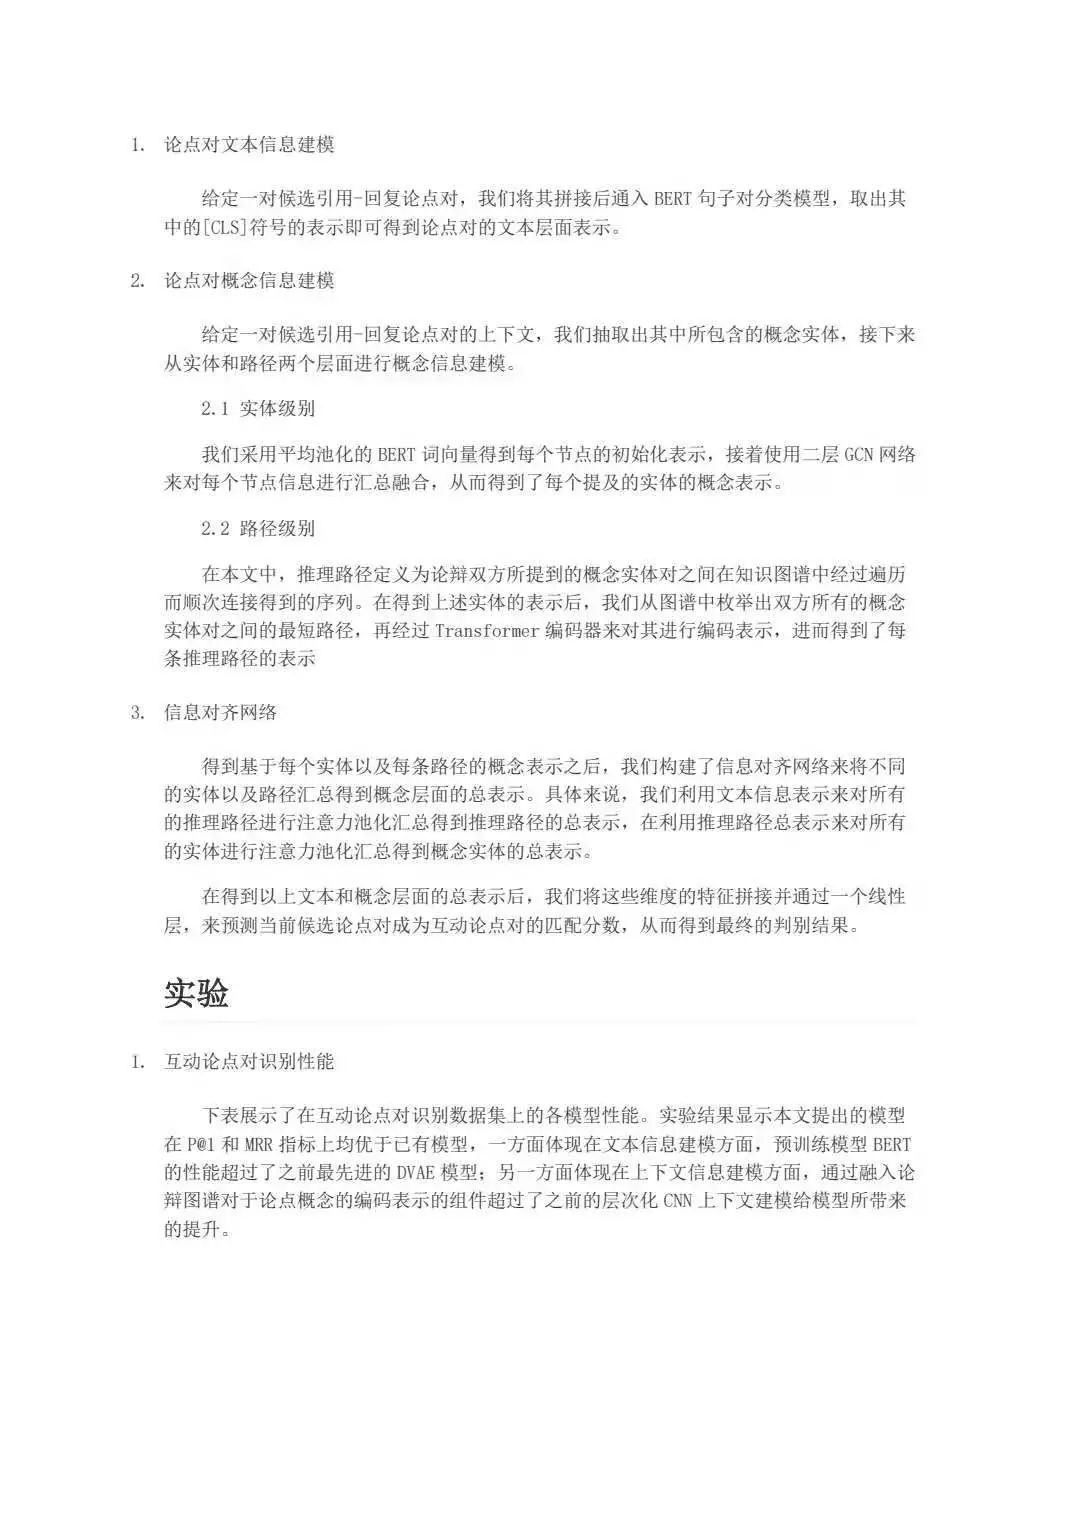 1. 论点对文本信息建模
给定一对候选引用-回复论点对，我们将其拼接后通入 BERT 句子对分类模型，取出其
中的[CLS]符号的表示即可得到论点对的文本层面表示。
2. 论点对概念信息建模
给定一对候选引用-回复论点对的上下文，我们抽取出其中所包含的概念实体，接下来
从实体和路径两个层面进行概念信息建模。
2.1 实体级别
我们采用平均池化的 BERT 词向量得到每个节点的初始化表示，接着使用二层 GCN 网络
来对每个节点信息进行汇总融合，从而得到了每个提及的实体的概念表示。
2.2 路径级别
在本文中，推理路径定义为论辩双方所提到的概念实体对之间在知识图谱中经过遍历
而顺次连接得到的序列。在得到上述实体的表示后，我们从图谱中枚举出双方所有的概念
实体对之间的最短路径，再经过 Transformer 编码器来对其进行编码表示，进而得到了每
条推理路径的表示
3. 信息对齐网络
得到基于每个实体以及每条路径的概念表示之后，我们构建了信息对齐网络来将不同
的实体以及路径汇总得到概念层面的总表示。具体来说，我们利用文本信息表示来对所有
的推理路径进行注意力池化汇总得到推理路径的总表示，在利用推理路径总表示来对所有
的实体进行注意力池化汇总得到概念实体的总表示。
在得到以上文本和概念层面的总表示后，我们将这些维度的特征拼接并通过一个线性
层，来预测当前候选论点对成为互动论点对的匹配分数，从而得到最终的判别结果。
实验
1. 互动论点对识别性能
下表展示了在互动论点对识别数据集上的各模型性能。实验结果显示本文提出的模型
在 P@1 和 MRR 指标上均优于已有模型，一方面体现在文本信息建模方面，预训练模型 BERT
的性能超过了之前最先进的 DVAE 模型；另一方面体现在上下文信息建模方面，通过融入论
辩图谱对于论点概念的编码表示的组件超过了之前的层次化 CNN 上下文建模给模型所带来
的提升。